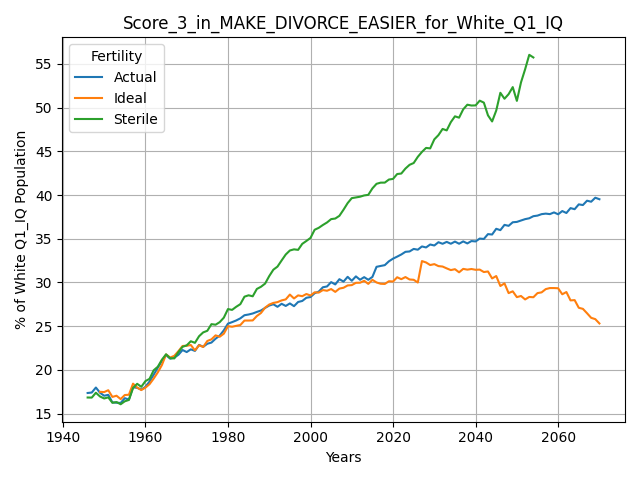 Score_3_in_MAKE_DIVORCE_EASIER_for_White_Q1_IQ
Fertility
Actual
Ideal
Sterile
% of White Q1_IQ Population
55
50
45
40
35
30
25
20
15
1940
1960
1980
2000
2020
2040
2060
Years